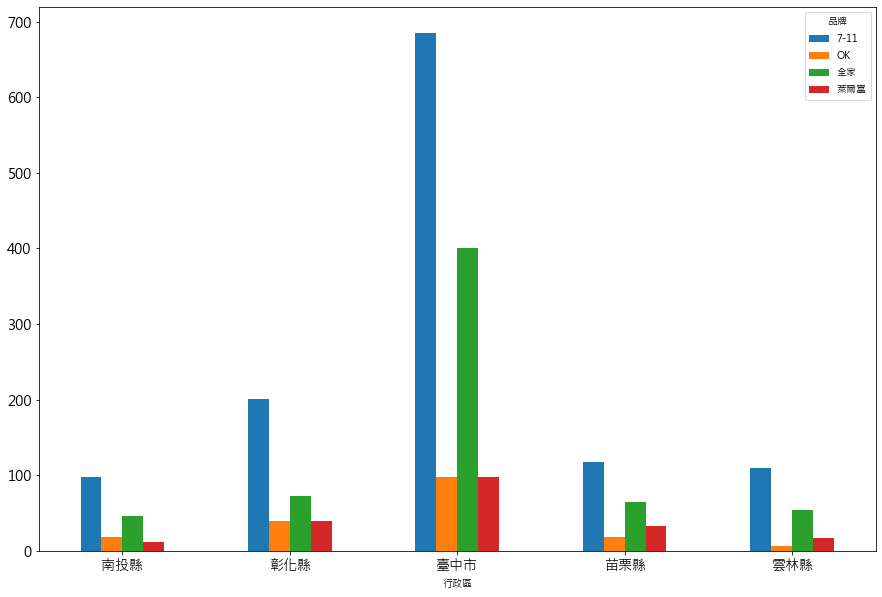 700
600
500
400
300
200
100
0
品牌
7-11
OK
全家
萊爾富
南投縣
彰化縣
臺中市
苗栗縣
雲林縣
行政區